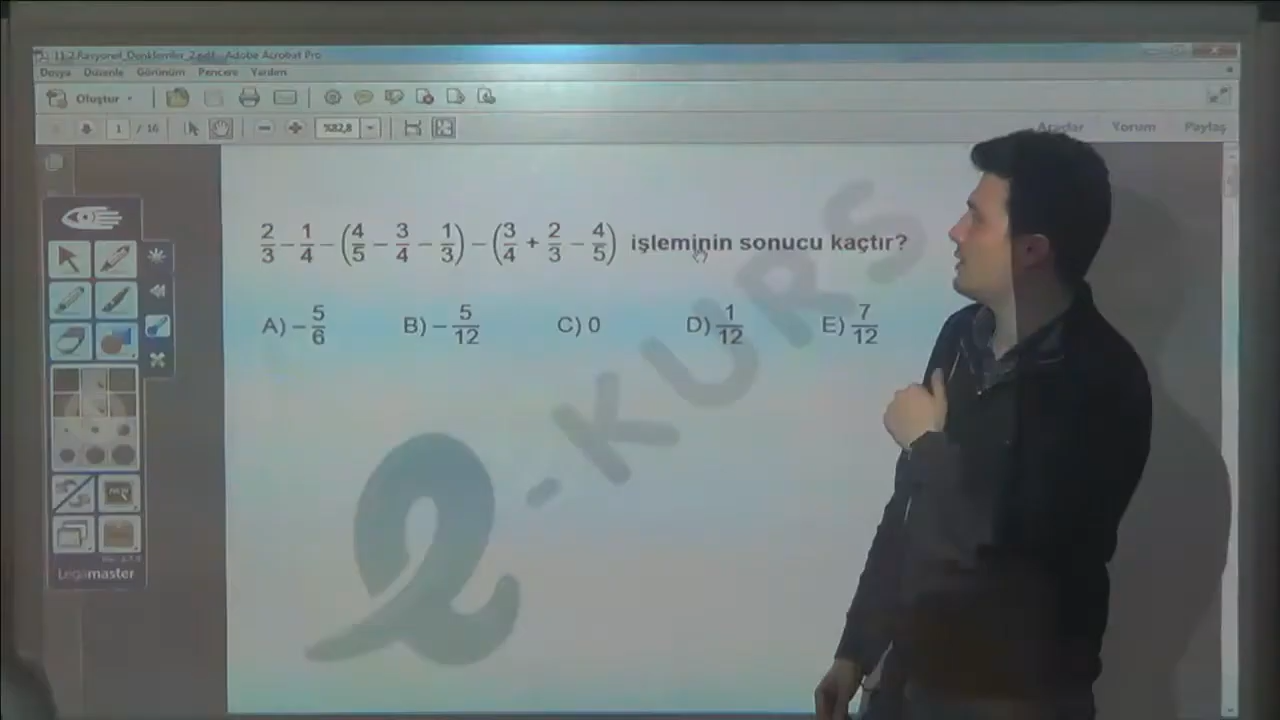 11.2.Rasyonel_Denklemler_2.pdf - Adobe Acrobat Pro
Dosya Düzenle Görünüm Pencere Yardım
Oluştur
1 / 16 %82,8 Araçlar Yorum Paylaş
2/3 - 1/4 - (4/5 - 3/4 - 1/3) - (3/4 + 2/3 - 4/5) işleminin sonucu kaçtır?
A) -5/6 B) -5/12 C) 0 D) 1/12 E) 7/12
-KURS
Legamaster